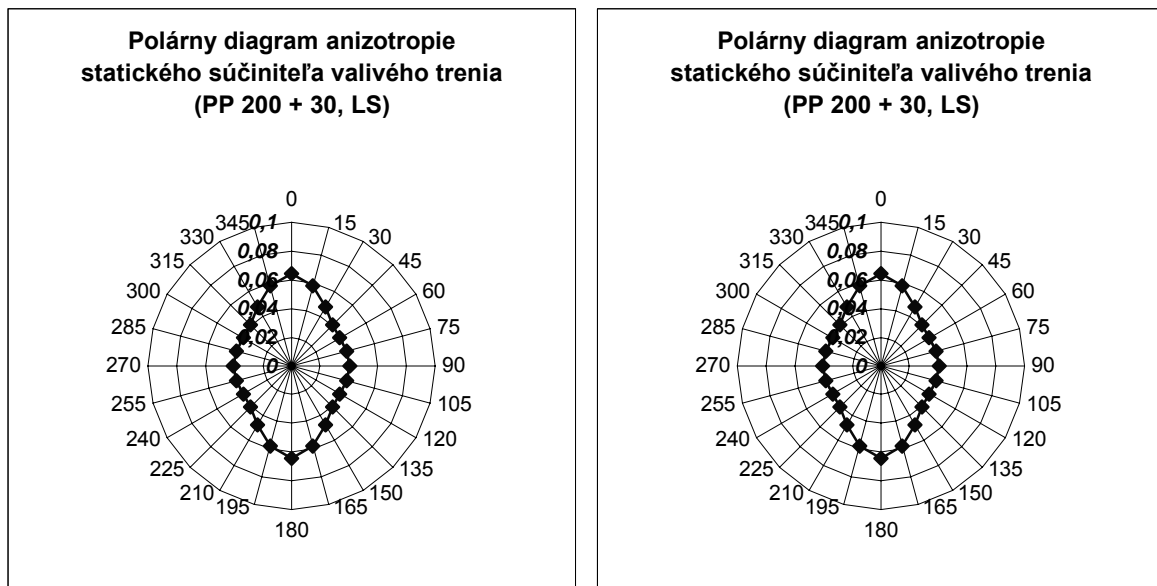 Polárny diagram anizotropie
statického súčiniteľa valivého trenia
(PP 200 + 30, LS)
0
345 0,1 15
330 30
315 0,08 45
300 0,06 60
285 0,04 75
0,02
270 0 90
255 105
240 120
225 135
210 150
195 165
180
Polárny diagram anizotropie
statického súčiniteľa valivého trenia
(PP 200 + 30, LS)
0
345 0,1 15
330 30
315 0,08 45
300 0,06 60
285 0,04 75
0,02
270 0 90
255 105
240 120
225 135
210 150
195 165
180